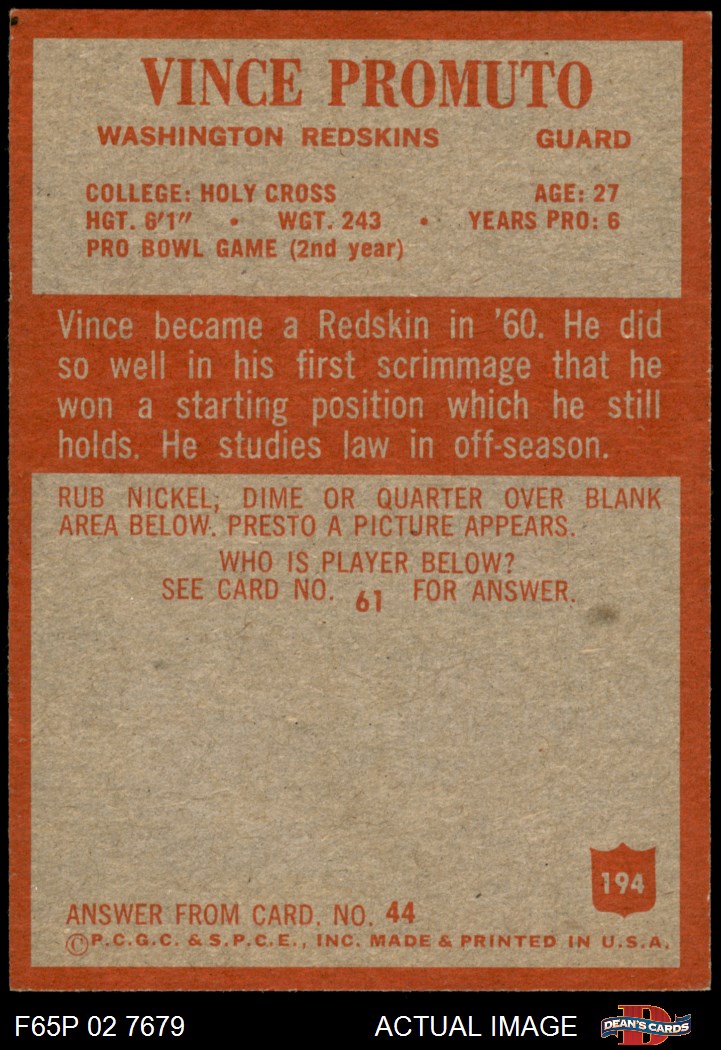 VINCE PROMUTO
WASHINGTON REDSKINS GUARD
COLLEGE: HOLY CROSS AGE: 27
HGT. 6'1" • WGT. 243 • YEARS PRO: 6
PRO BOWL GAME (2nd year)
Vince became a Redskin in '60. He did
so well in his first scrimmage that he
won a starting position which he still
holds. He studies law in off-season.
RUB NICKEL, DIME OR QUARTER OVER BLANK
AREA BELOW. PRESTO A PICTURE APPEARS.
WHO IS PLAYER BELOW?
SEE CARD NO. 61 FOR ANSWER.
194
ANSWER FROM CARD. NO. 44
©P.C.G.C. & S.P.C.E., INC. MADE & PRINTED IN U.S.A.
F65P 02 7679 ACTUAL IMAGE D DEAN'S CARDS